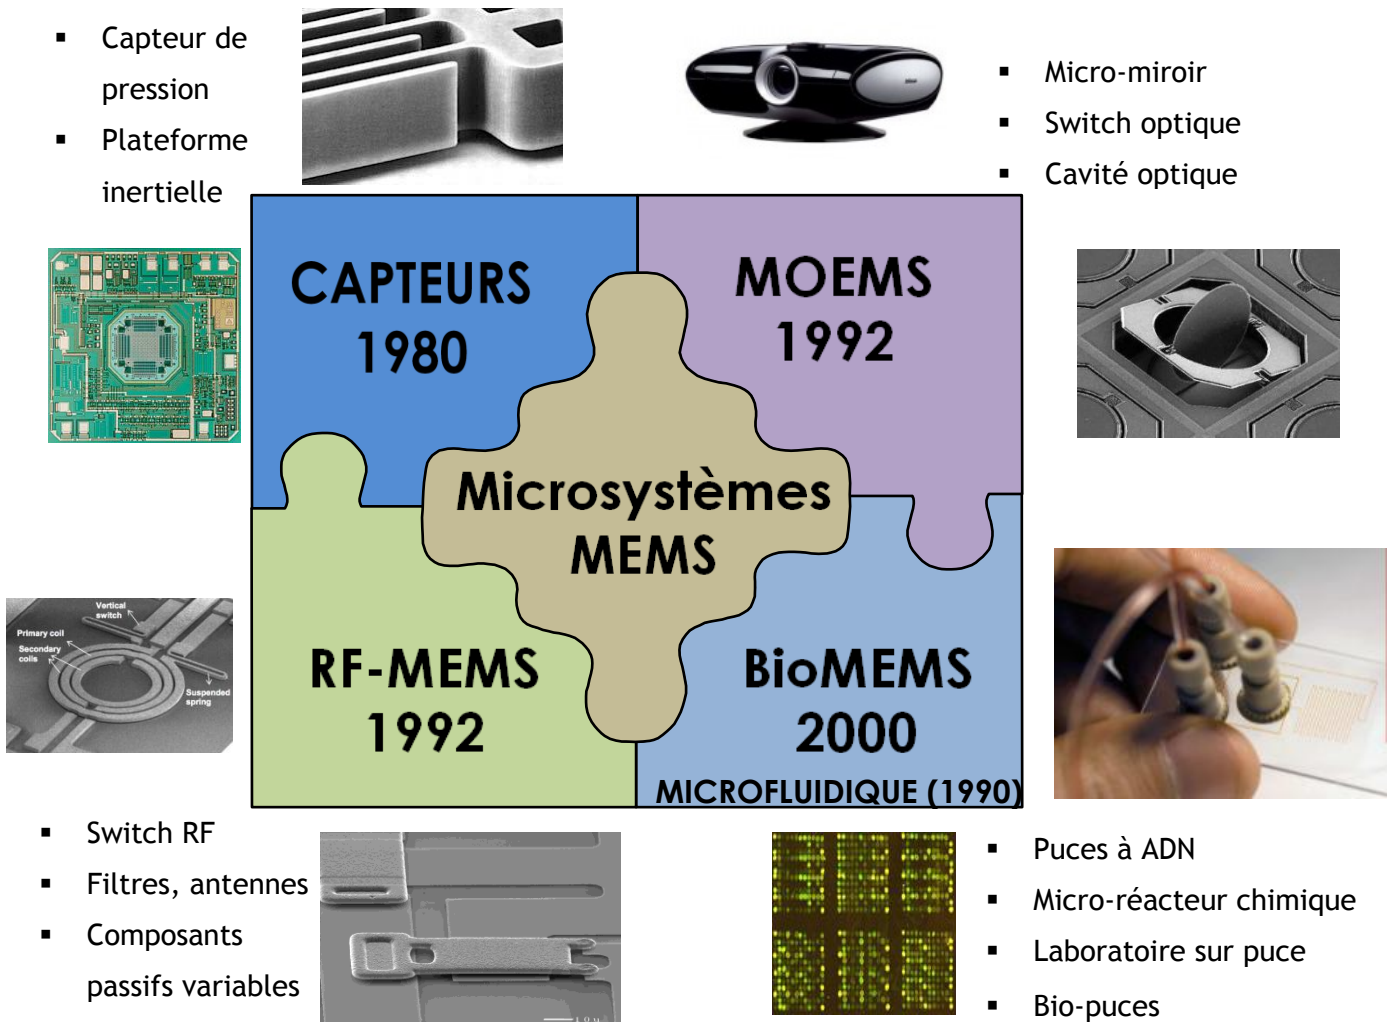 ▪ Capteur de
pression
▪ Plateforme
inertielle
▪ Micro-miroir
▪ Switch optique
▪ Cavité optique
CAPTEURS
1980
MOEMS
1992
Microsystèmes
MEMS
RF-MEMS
1992
BioMEMS
2000
MICROFLUIDIQUE (1990)
Vertical
switch
Primary coil
Secondary
coils
Suspended
spring
▪ Switch RF
▪ Filtres, antennes
▪ Composants
passifs variables
▪ Puces à ADN
▪ Micro-réacteur chimique
▪ Laboratoire sur puce
▪ Bio-puces